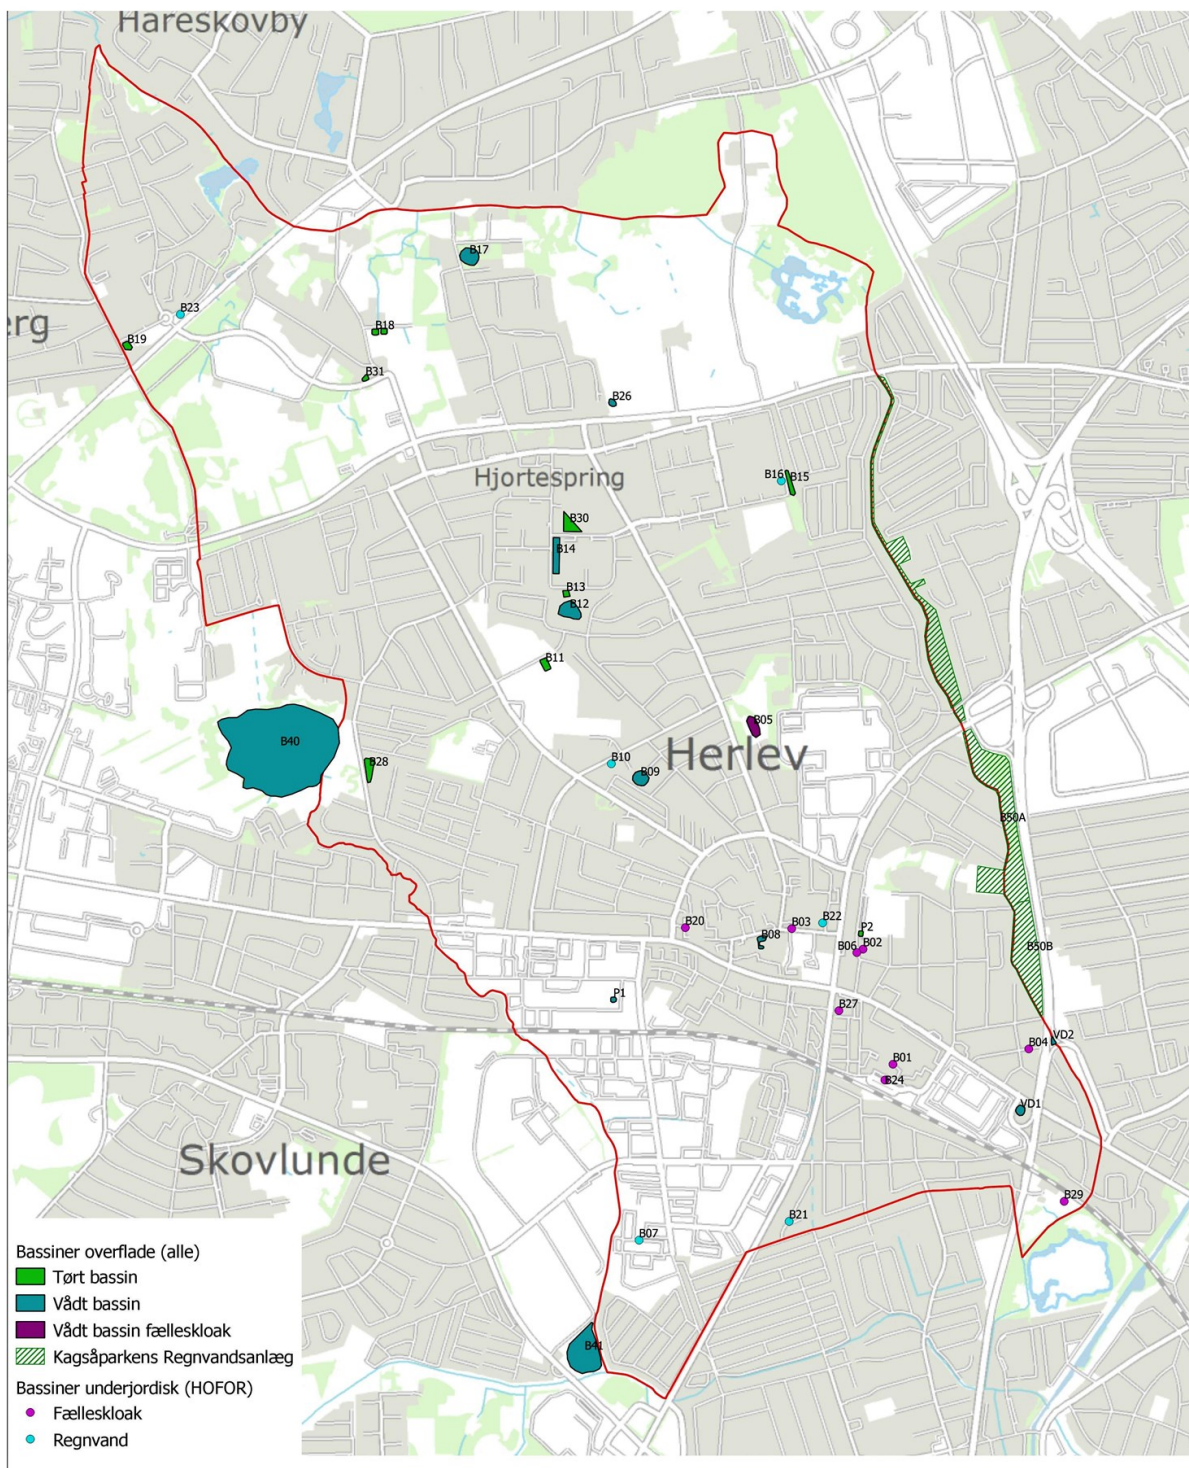 Hareskovby
B17
B23
erg
B19
B18
B31
B26
Hjortespring
B16
B15
B30
B14
B13
B12
B11
B05
B40
Herlev
B28
B10
B09
B50A
B20
B03
B22
P2
B08
B06
B02
B50B
P1
B27
VD2
B04
B01
B24
VD1
Skovlunde
B29
B21
B07
Bassiner overflade (alle)
Tørt bassin
Vådt bassin
Vådt bassin fælleskloak
B41
Kagsåparkens Regnvandsanlæg
Bassiner underjordisk (HOFOR)
Fælleskloak
Regnvand